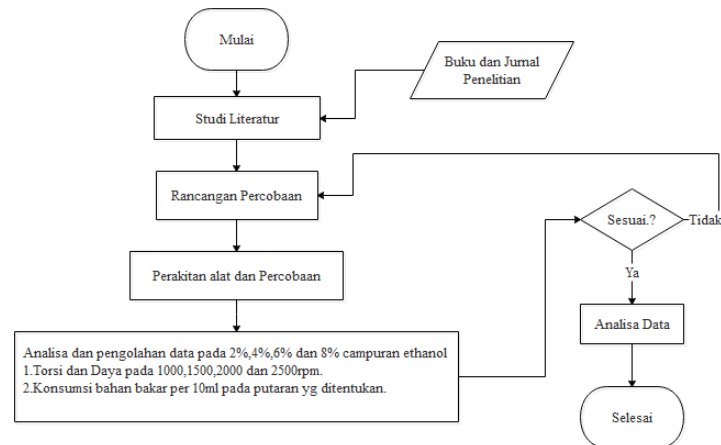 Mulai
Buku dan Jurnal
Penelitian
Studi Literatur
Rancangan Percobaan
Perakitan alat dan Percobaan
Analisa dan pengolahan data pada 2%,4%,6% dan 8% campuran ethanol
1.Torsi dan Daya pada 1000,1500,2000 dan 2500rpm.
2.Konsumsi bahan bakar per 10ml pada putaran yg ditentukan.
Sesuai.?
Tidak
Ya
Analisa Data
Selesai